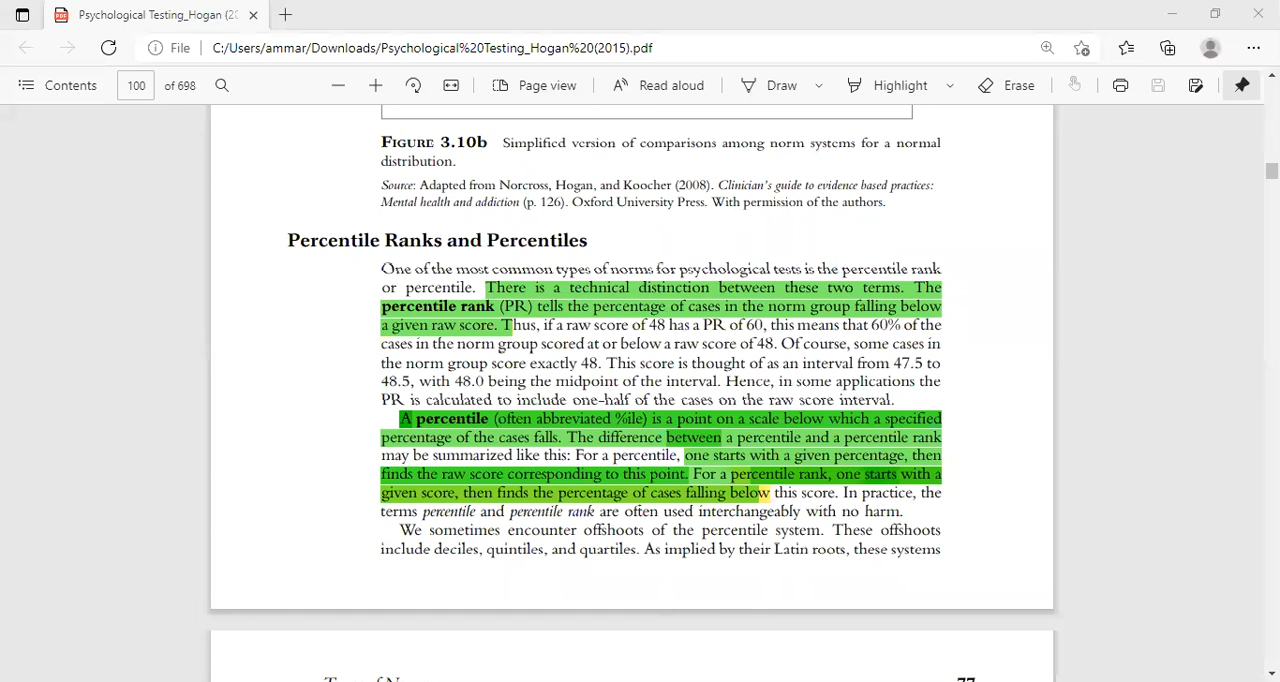 Psychological Testing_Hogan (20
File
C:/Users/ammar/Downloads/Psychological%20Testing_Hogan%20(2015).pdf
Contents
100 of 698
Page view
Read aloud
Draw
Highlight
Erase
FIGURE 3.10b Simplified version of comparisons among norm systems for a normal
distribution.
Source: Adapted from Norcross, Hogan, and Koocher (2008). Clinician's guide to evidence based practices:
Mental health and addiction (p. 126). Oxford University Press. With permission of the authors.
Percentile Ranks and Percentiles
One of the most common types of norms for psychological tests is the percentile rank
or percentile. There is a technical distinction between these two terms. The
percentile rank (PR) tells the percentage of cases in the norm group falling below
a given raw score. Thus, if a raw score of 48 has a PR of 60, this means that 60% of the
cases in the norm group scored at or below a raw score of 48. Of course, some cases in
the norm group score exactly 48. This score is thought of as an interval from 47.5 to
48.5, with 48.0 being the midpoint of the interval. Hence, in some applications the
PR is calculated to include one-half of the cases on the raw score interval.
A percentile (often abbreviated %ile) is a point on a scale below which a specified
percentage of the cases falls. The difference between a percentile and a percentile rank
may be summarized like this: For a percentile, one starts with a given percentage, then
finds the raw score corresponding to this point. For a percentile rank, one starts with a
given score, then finds the percentage of cases falling below this score. In practice, the
terms percentile and percentile rank are often used interchangeably with no harm.
We sometimes encounter offshoots of the percentile system. These offshoots
include deciles, quintiles, and quartiles. As implied by their Latin roots, these systems